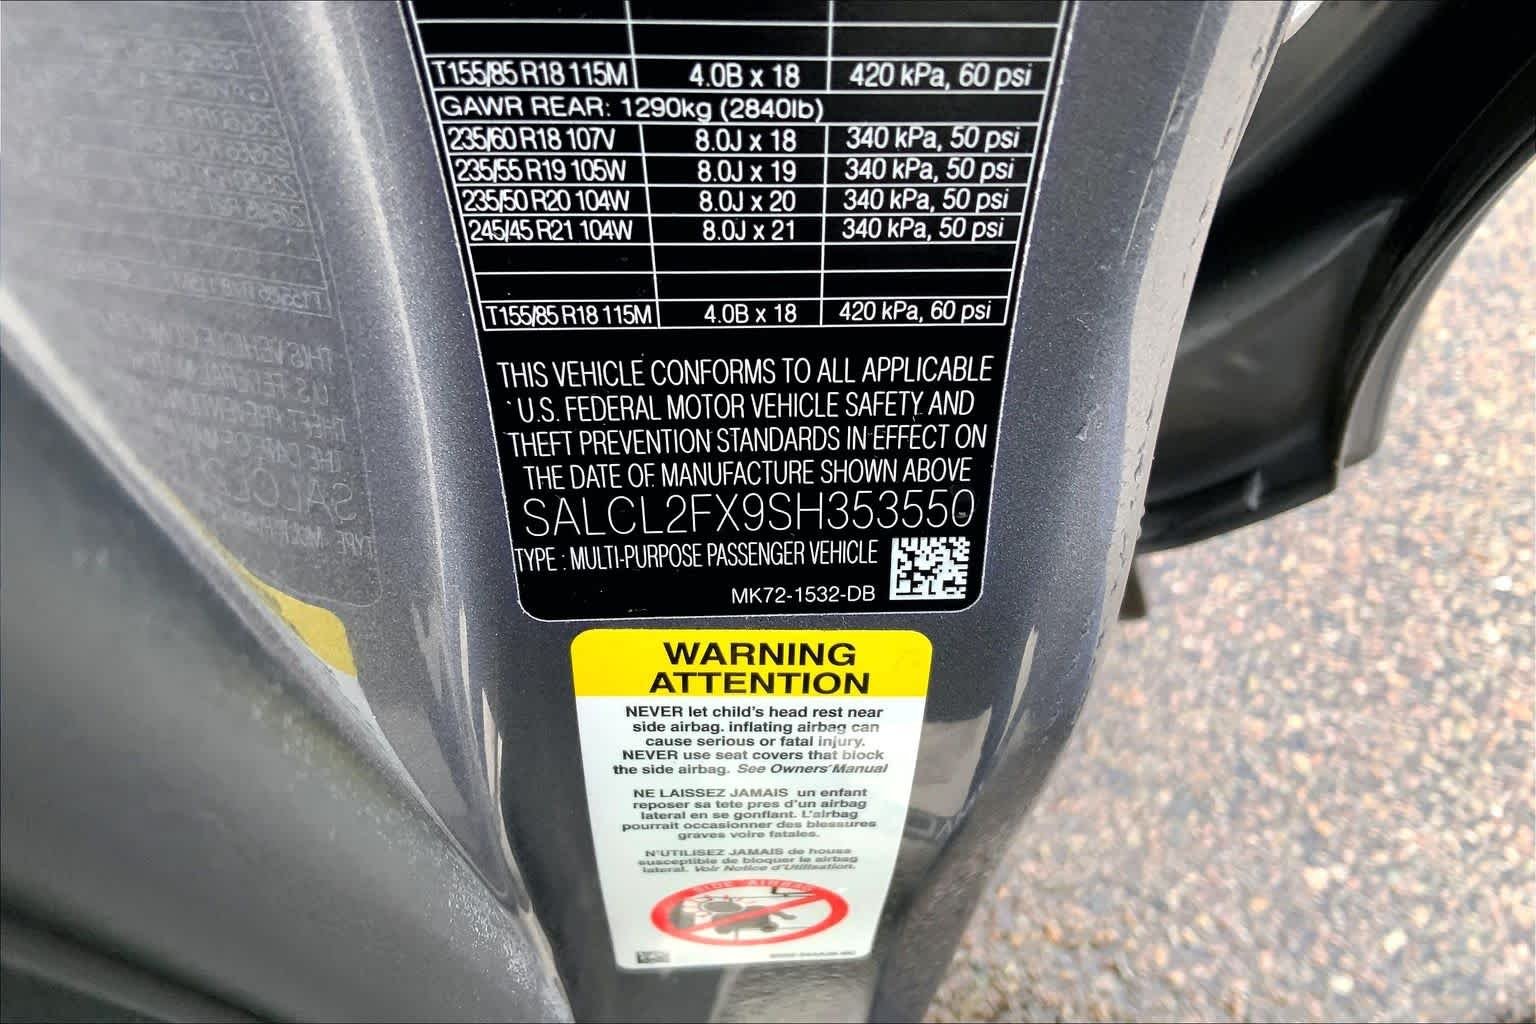 T155/85 R18 115M 4.0B x 18 420 kPa, 60 psi
GAWR REAR: 1290kg (2840lb)
235/60 R18 107V 8.0J x 18 340 kPa, 50 psi
235/55 R19 105W 8.0J x 19 340 kPa, 50 psi
235/50 R20 104W 8.0J x 20 340 kPa, 50 psi
245/45 R21 104W 8.0J x 21 340 kPa, 50 psi
T155/85 R18 115M 4.0B x 18 420 kPa, 60 psi
THIS VEHICLE CONFORMS TO ALL APPLICABLE
U.S. FEDERAL MOTOR VEHICLE SAFETY AND
THEFT PREVENTION STANDARDS IN EFFECT ON
THE DATE OF MANUFACTURE SHOWN ABOVE
SALCL2FX9SH353550
TYPE : MULTI-PURPOSE PASSENGER VEHICLE
MK72-1532-DB
WARNING
ATTENTION
NEVER let child's head rest near
side airbag. inflating airbag can
cause serious or fatal injury.
NEVER use seat covers that block
the side airbag. See Owners' Manual
NE LAISSEZ JAMAIS un enfant
reposer sa tete pres d'un airbag
lateral en se gonflant. L'airbag
pourrait occasionner des blessures
graves voire fatales.
N'UTILISEZ JAMAIS de houss
susceptible de bloquer le airbag
lateral. Voir Notice d'Utilisation.
SIDE AIRBAG